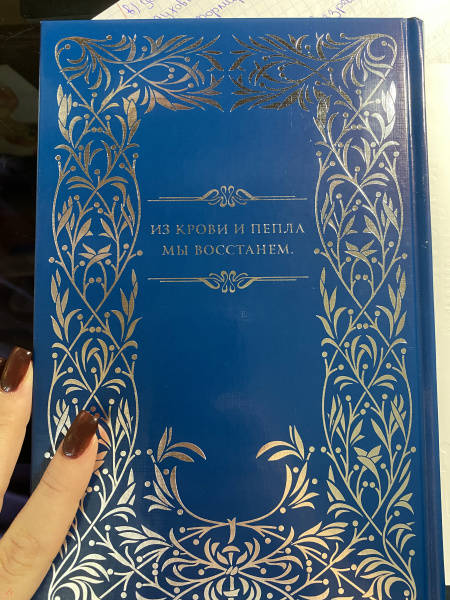 ИЗ КРОВИ И ПЕПЛА
МЫ ВОССТАНЕМ.